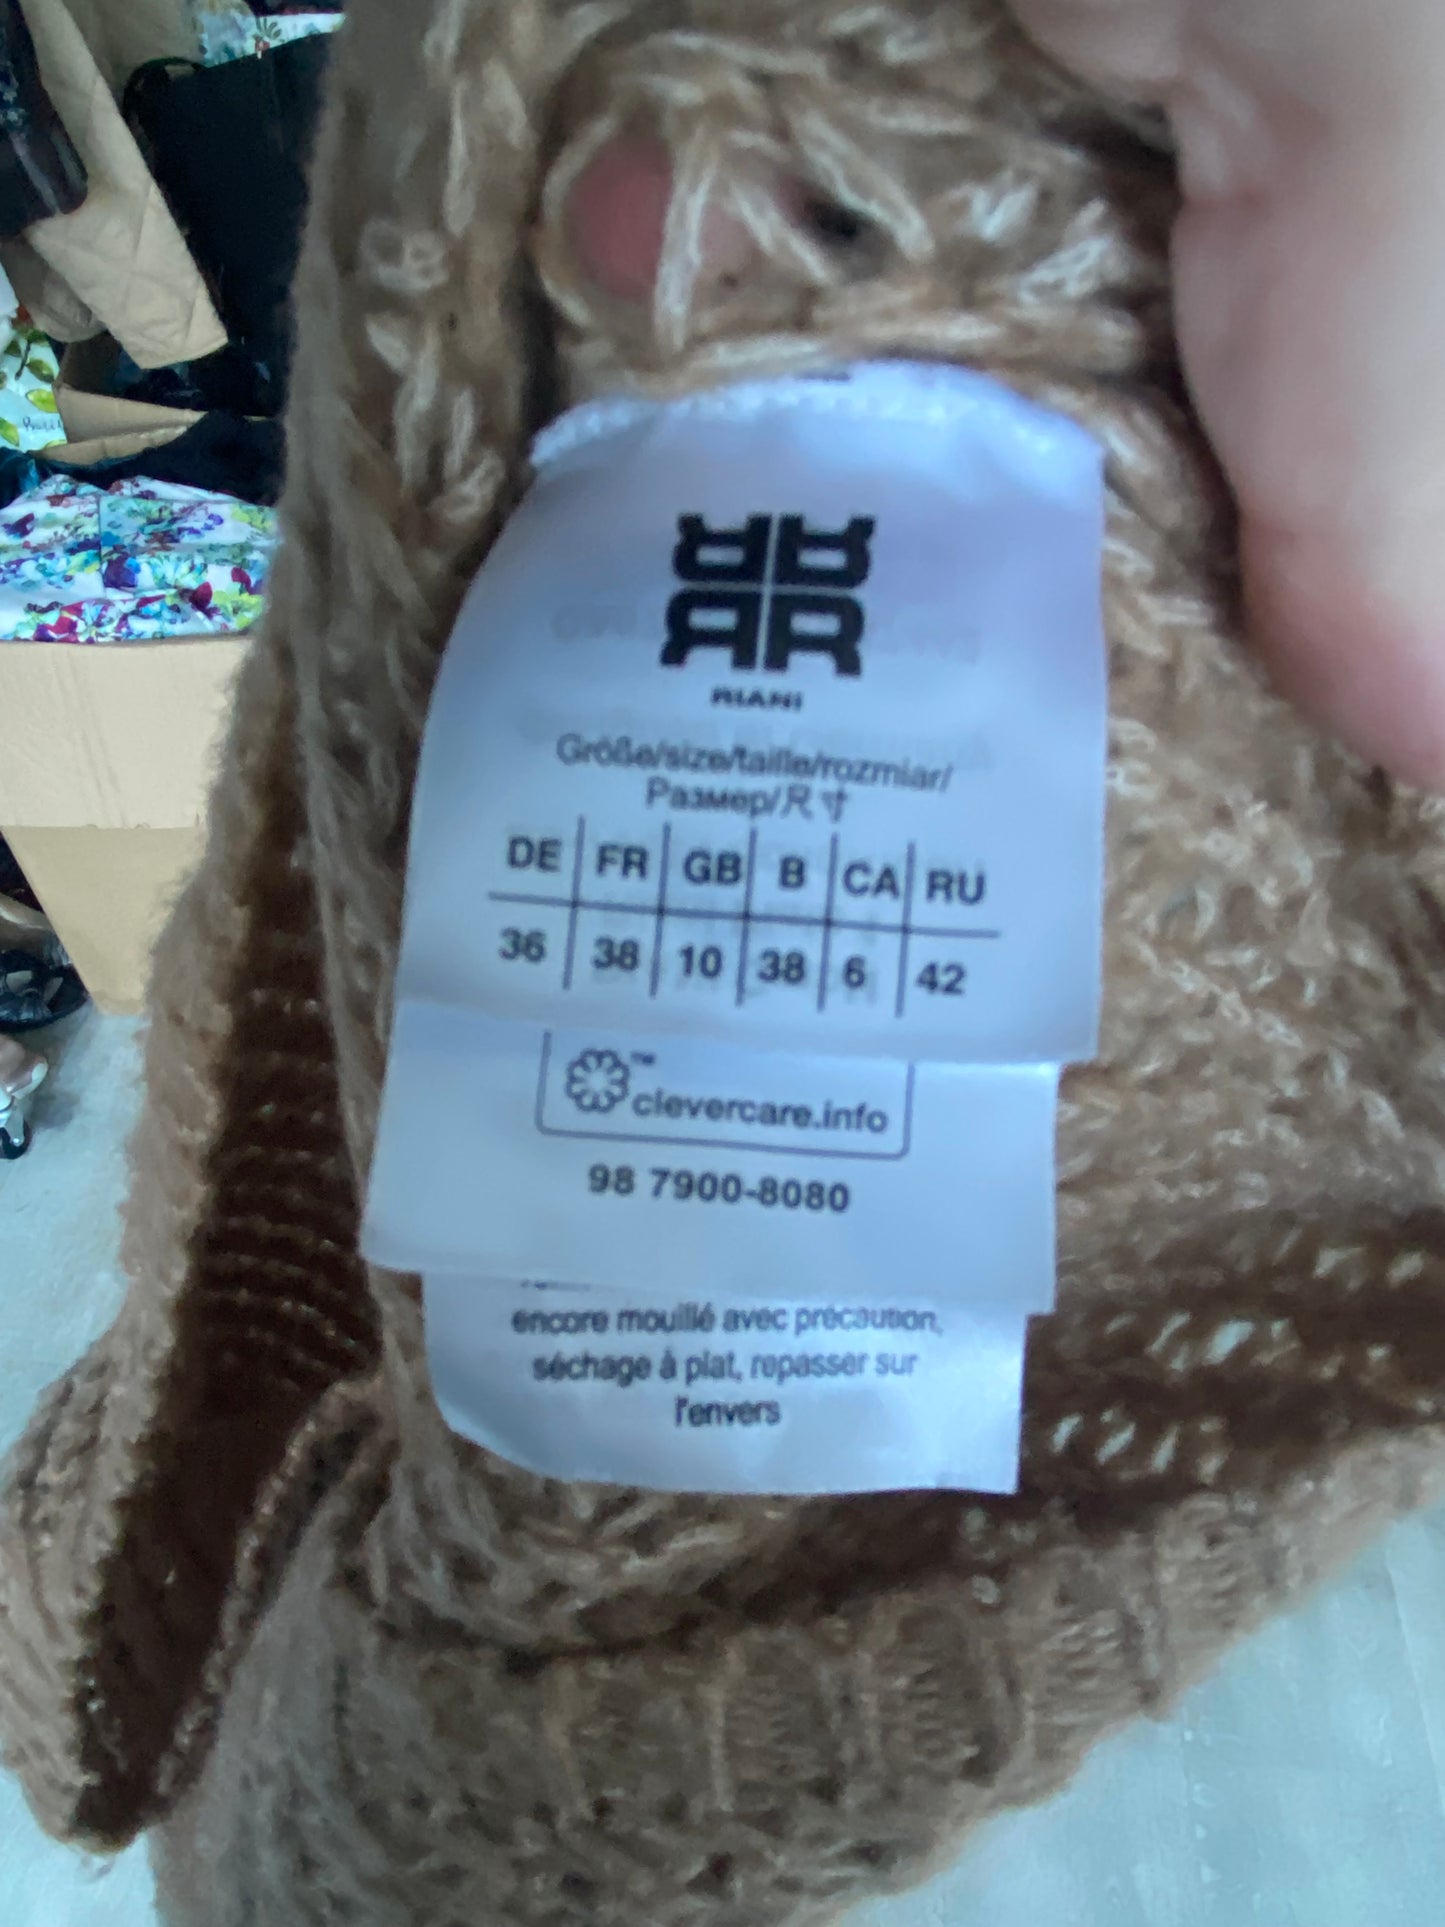 RIANI
Größe/size/taille/rozmiar/
Размер/尺寸
DE FR GB B CA RU
36 38 10 38 6 42
™
clevercare.info
98 7900-8080
encore mouillé avec précaution,
séchage à plat, repasser sur
l'envers